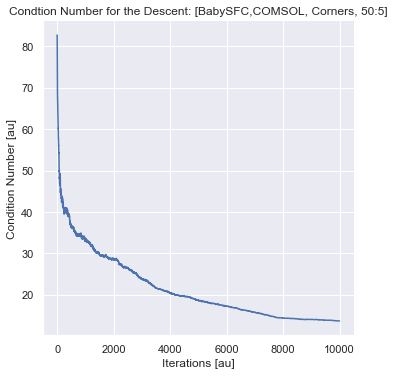 Condtion Number for the Descent: [BabySFC,COMSOL, Corners, 50:5]
80
70
60
50
40
30
20
Condition Number [au]
0 2000 4000 6000 8000 10000
Iterations [au]